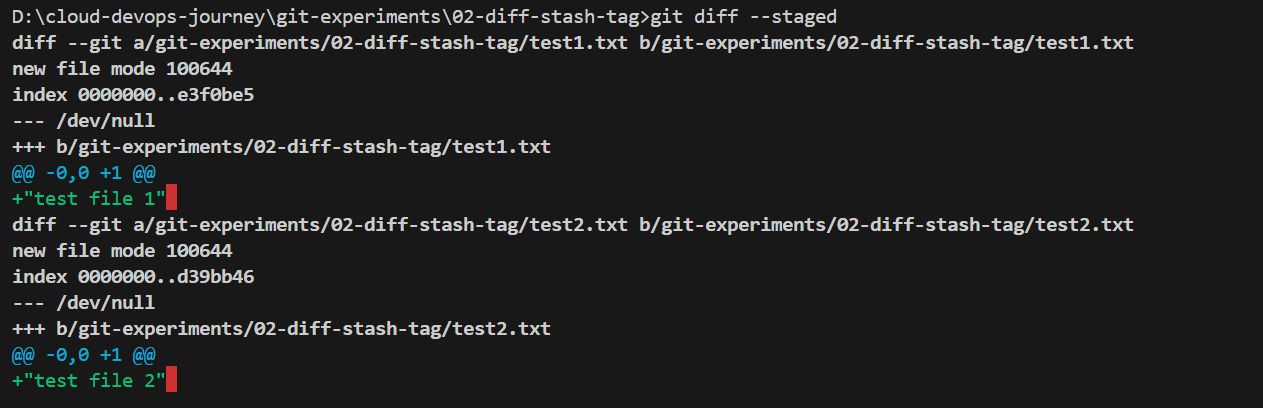 D:\cloud-devops-journey\git-experiments\02-diff-stash-tag>git diff --staged
diff --git a/git-experiments/02-diff-stash-tag/test1.txt b/git-experiments/02-diff-stash-tag/test1.txt
new file mode 100644
index 0000000..e3f0be5
--- /dev/null
+++ b/git-experiments/02-diff-stash-tag/test1.txt
@@ -0,0 +1 @@
+"test file 1"
diff --git a/git-experiments/02-diff-stash-tag/test2.txt b/git-experiments/02-diff-stash-tag/test2.txt
new file mode 100644
index 0000000..d39bb46
--- /dev/null
+++ b/git-experiments/02-diff-stash-tag/test2.txt
@@ -0,0 +1 @@
+"test file 2"